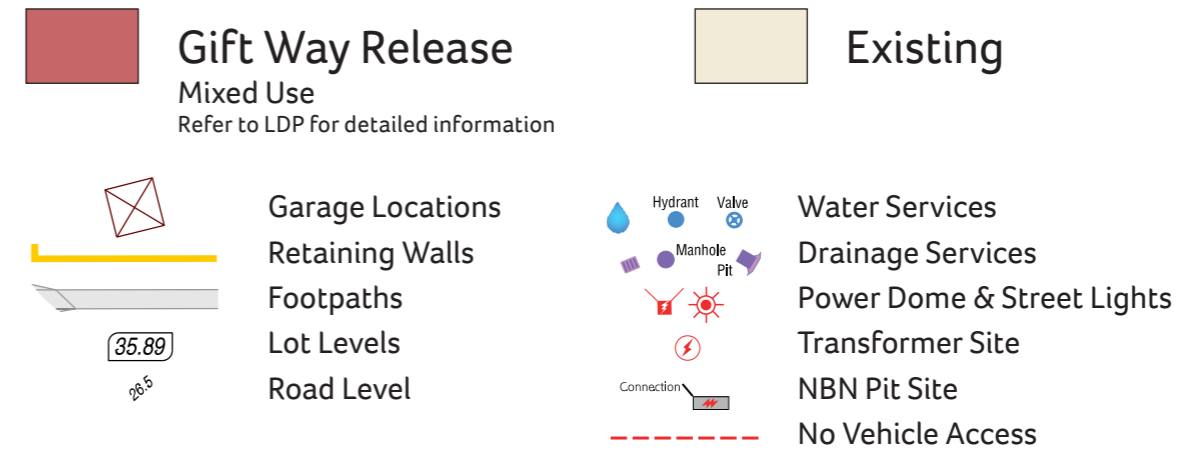 Gift Way Release
Mixed Use
Refer to LDP for detailed information
Existing
Garage Locations
Retaining Walls
Footpaths
35.89 Lot Levels
26.5 Road Level
Hydrant Valve Water Services
Manhole Pit Drainage Services
Power Dome & Street Lights
Transformer Site
Connection NBN Pit Site
No Vehicle Access